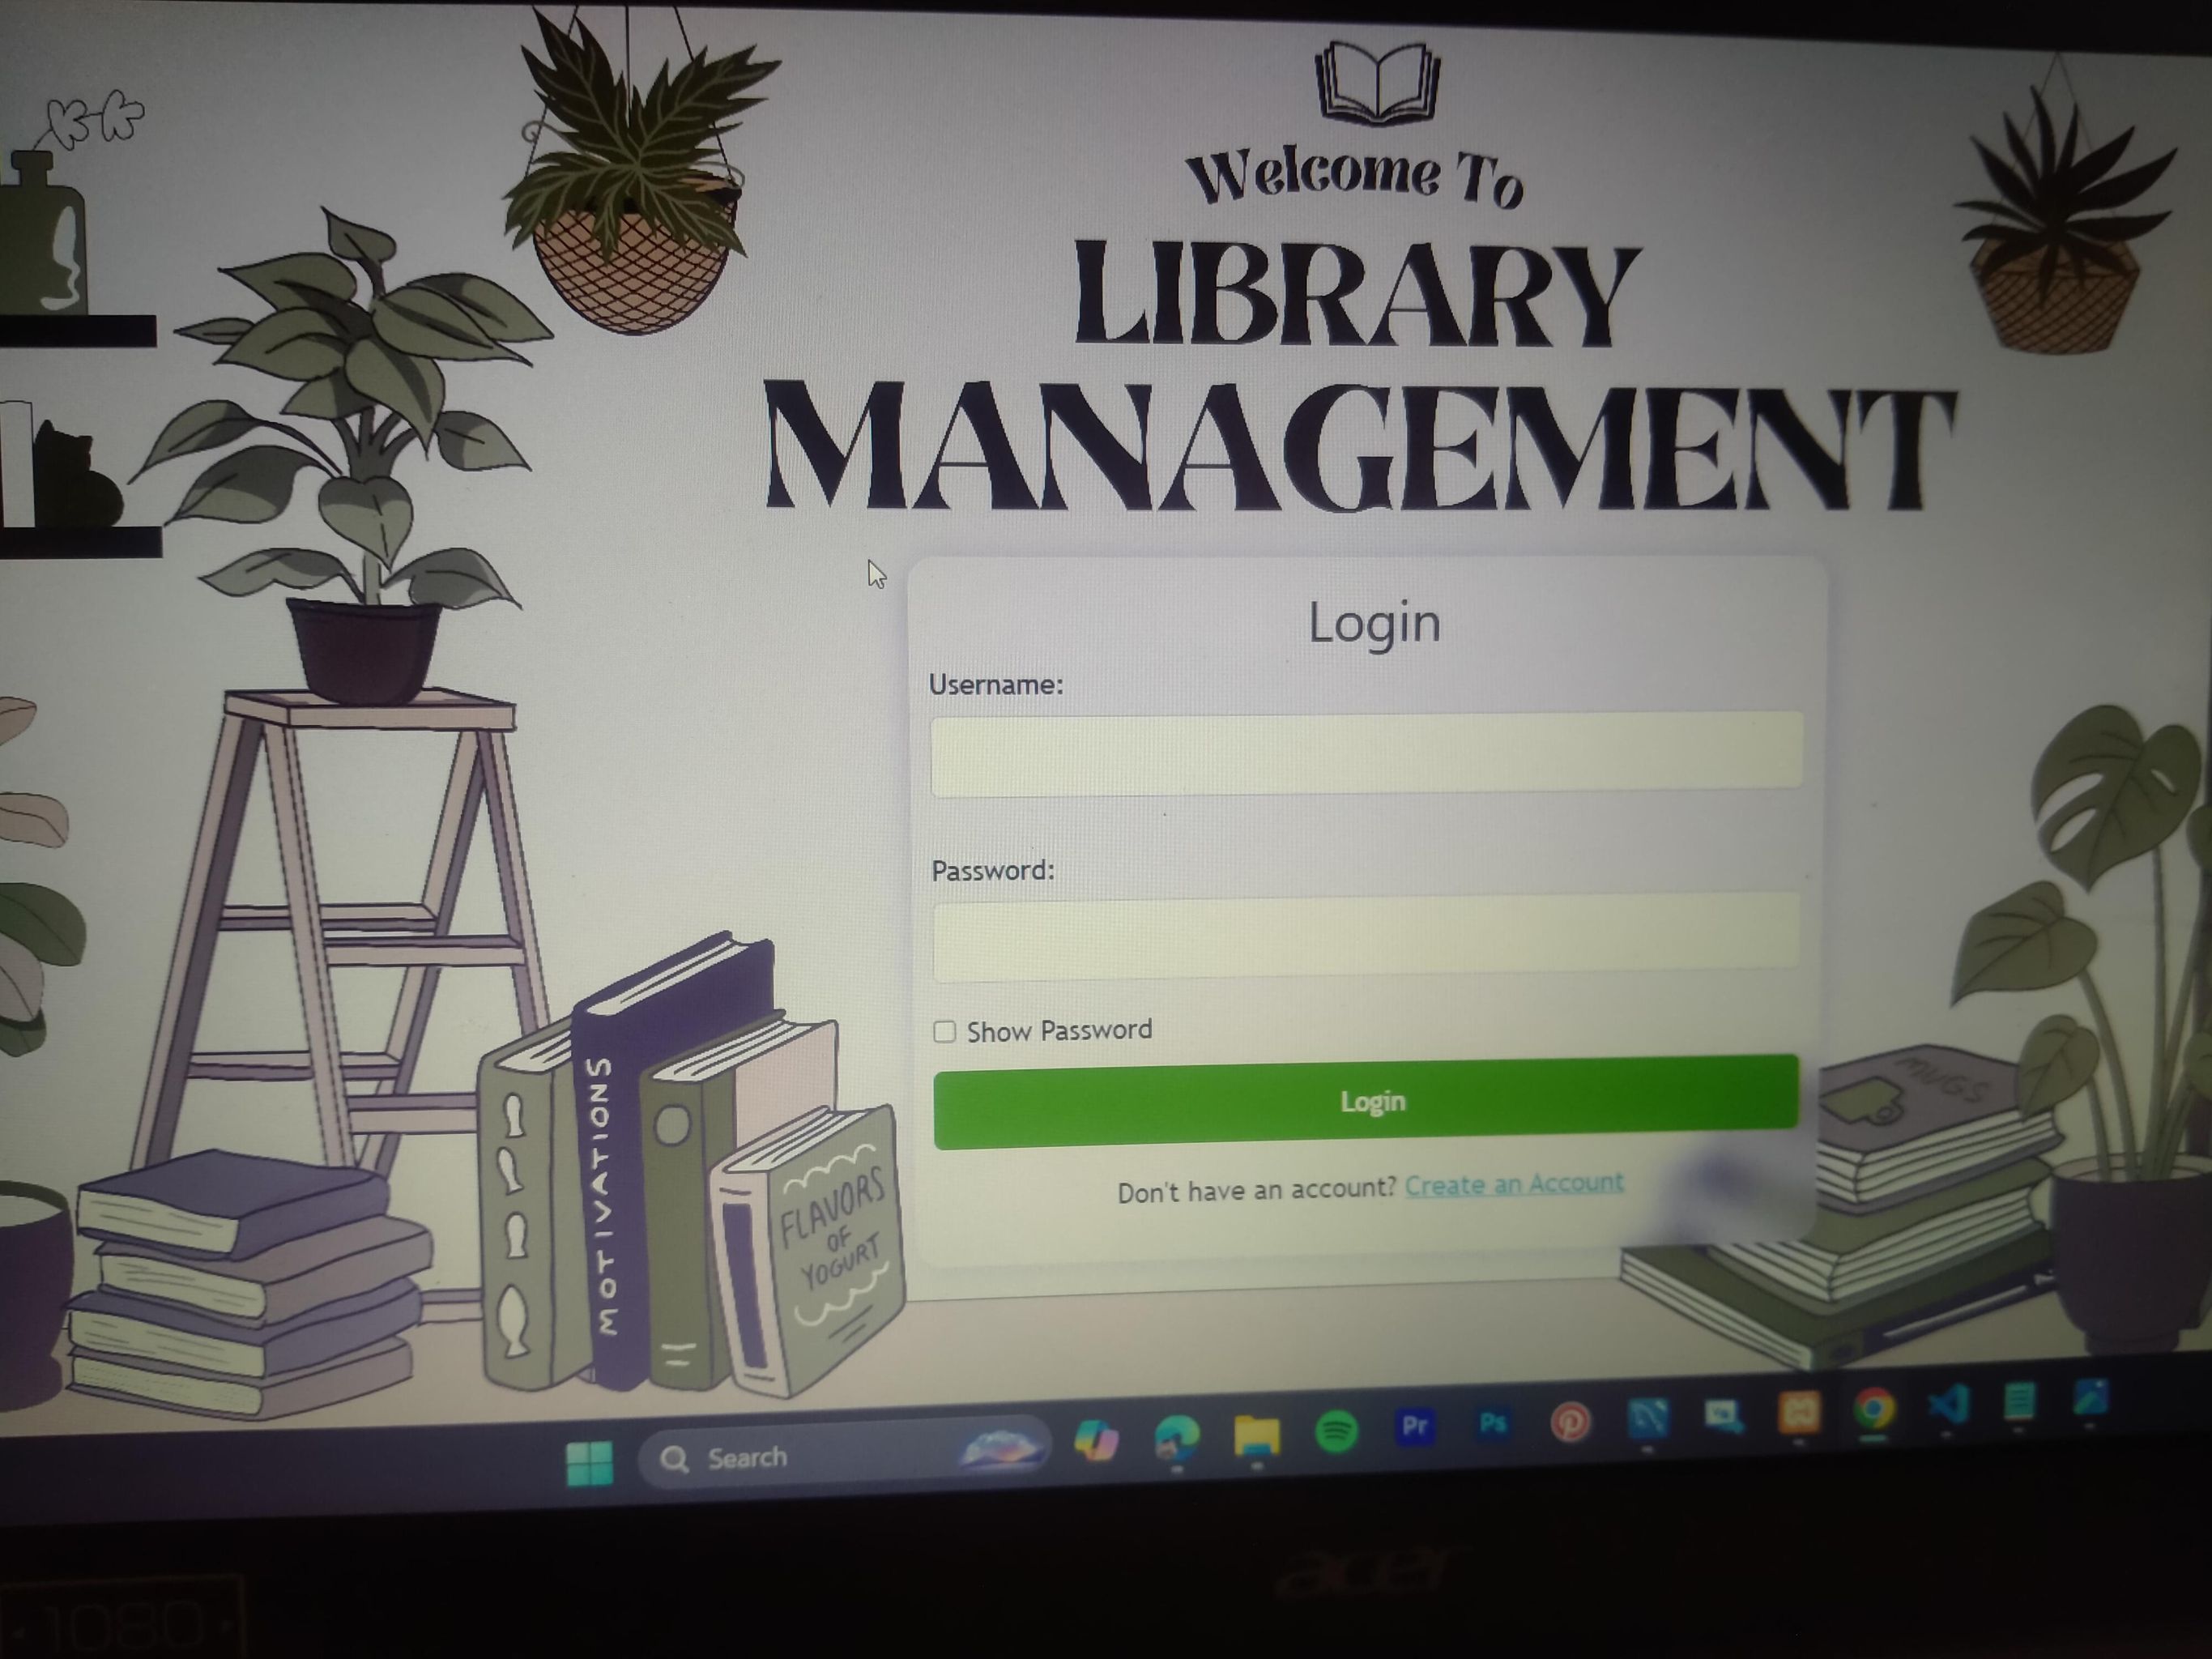 Welcome To
LIBRARY
MANAGEMENT
Login
Username:
Password:
Show Password
Login
Don't have an account? Create an Account
MOTIVATIONS
FLAVORS
OF
YOGURT
MUGS
Search
Pr
Ps
acer
1080